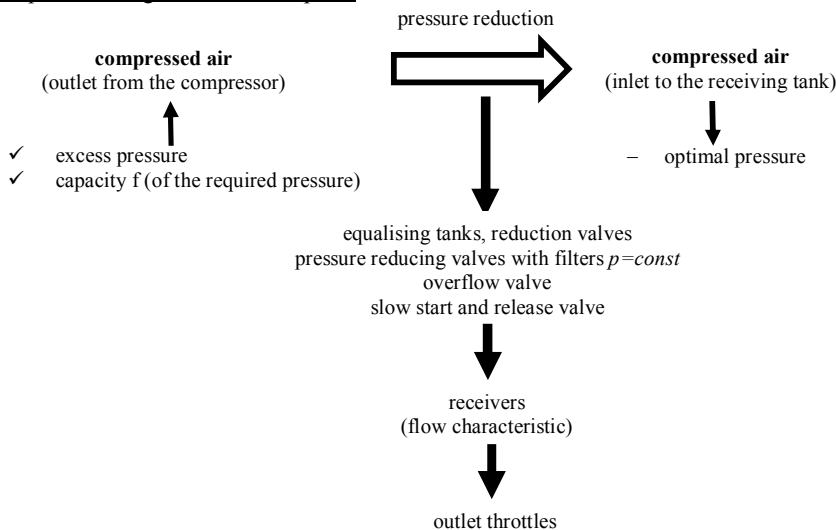 pressure reduction
compressed air
(outlet from the compressor)
compressed air
(inlet to the receiving tank)
✓ excess pressure
✓ capacity f (of the required pressure)
– optimal pressure
equalising tanks, reduction valves
pressure reducing valves with filters p=const
overflow valve
slow start and release valve
receivers
(flow characteristic)
outlet throttles